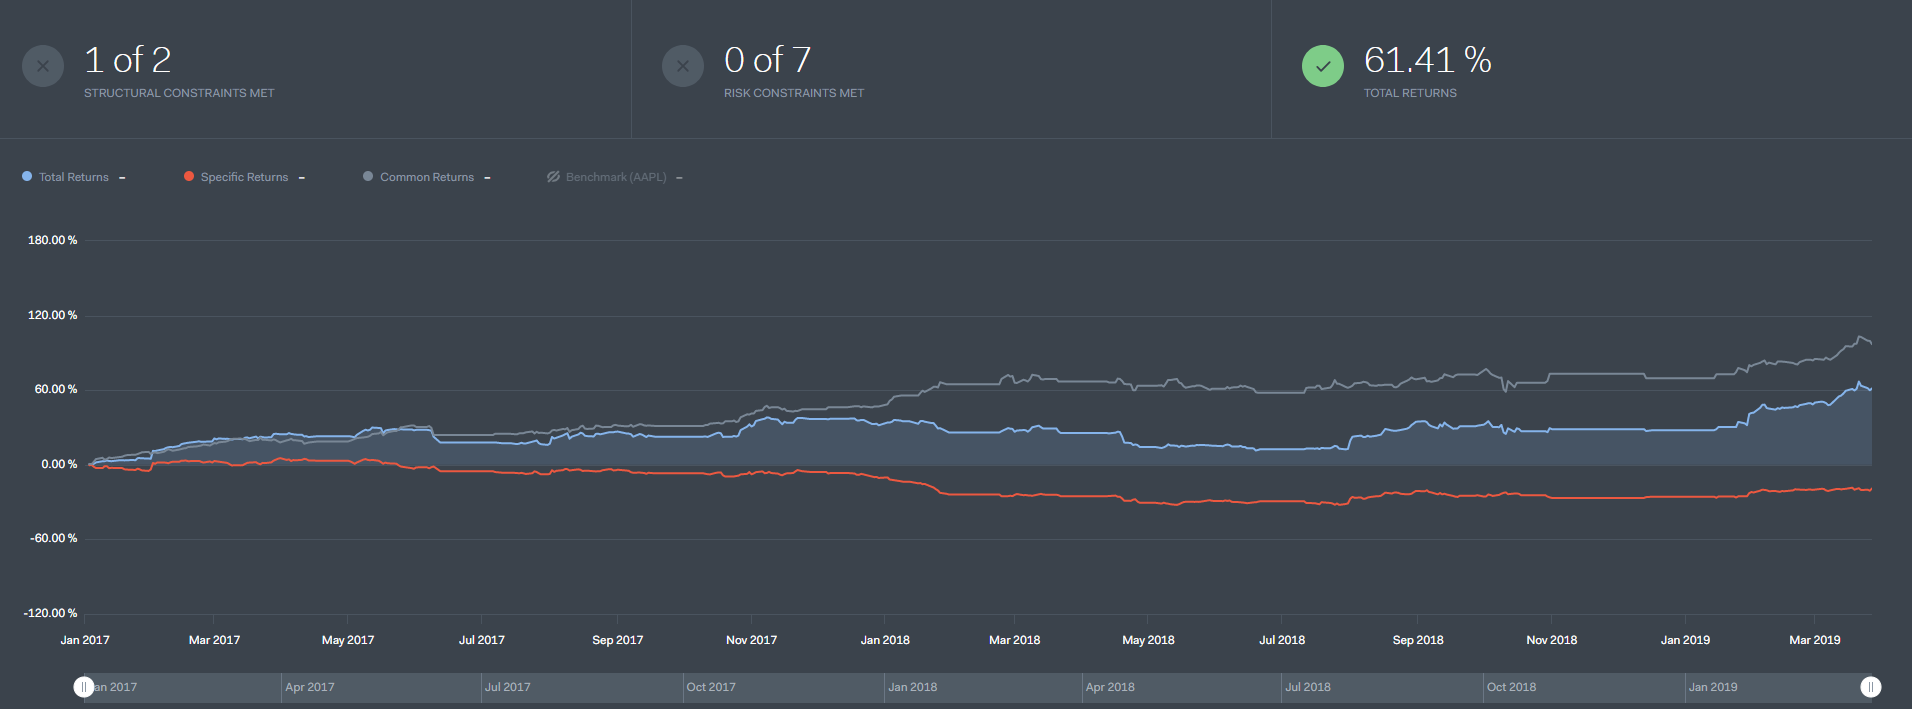 1 of 2
STRUCTURAL CONSTRAINTS MET
0 of 7
RISK CONSTRAINTS MET
61.41 %
TOTAL RETURNS
Total Returns –
Specific Returns –
Common Returns –
Benchmark (AAPL) –
180.00 %
120.00 %
60.00 %
0.00 %
-60.00 %
-120.00 %
Jan 2017 Mar 2017 May 2017 Jul 2017 Sep 2017 Nov 2017 Jan 2018 Mar 2018 May 2018 Jul 2018 Sep 2018 Nov 2018 Jan 2019 Mar 2019
an 2017 Apr 2017 Jul 2017 Oct 2017 Jan 2018 Apr 2018 Jul 2018 Oct 2018 Jan 2019